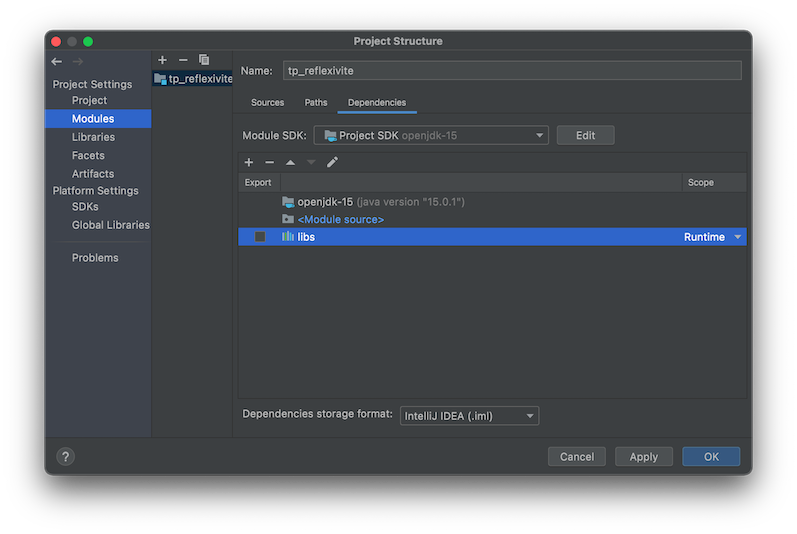 Project Structure
Project Settings
Project
Modules
Libraries
Facets
Artifacts
Platform Settings
SDKs
Global Libraries
Problems
tp_reflexivite
Name: tp_reflexivite
Sources Paths Dependencies
Module SDK: Project SDK openjdk-15 Edit
Export Scope
openjdk-15 (java version "15.0.1")
<Module source>
libs Runtime
Dependencies storage format: IntelliJ IDEA (.iml)
? Cancel Apply OK